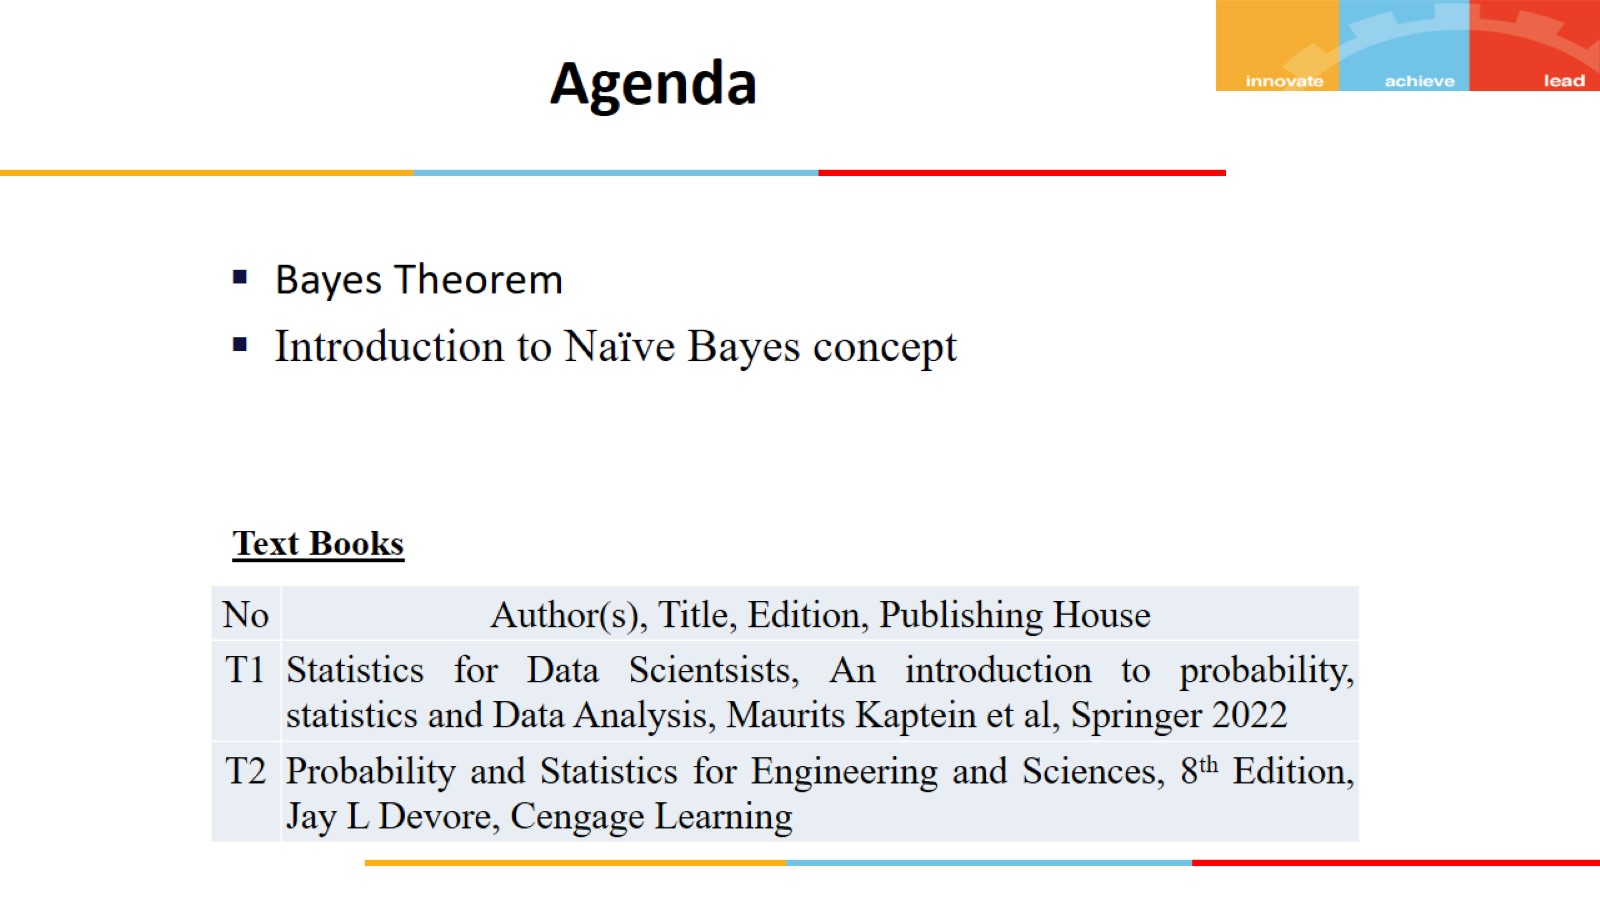 innovate achieve lead
Agenda
▪ Bayes Theorem
▪ Introduction to Naïve Bayes concept
Text Books
No Author(s), Title, Edition, Publishing House
T1 Statistics for Data Scientsists, An introduction to probability,
statistics and Data Analysis, Maurits Kaptein et al, Springer 2022
T2 Probability and Statistics for Engineering and Sciences, 8th Edition,
Jay L Devore, Cengage Learning